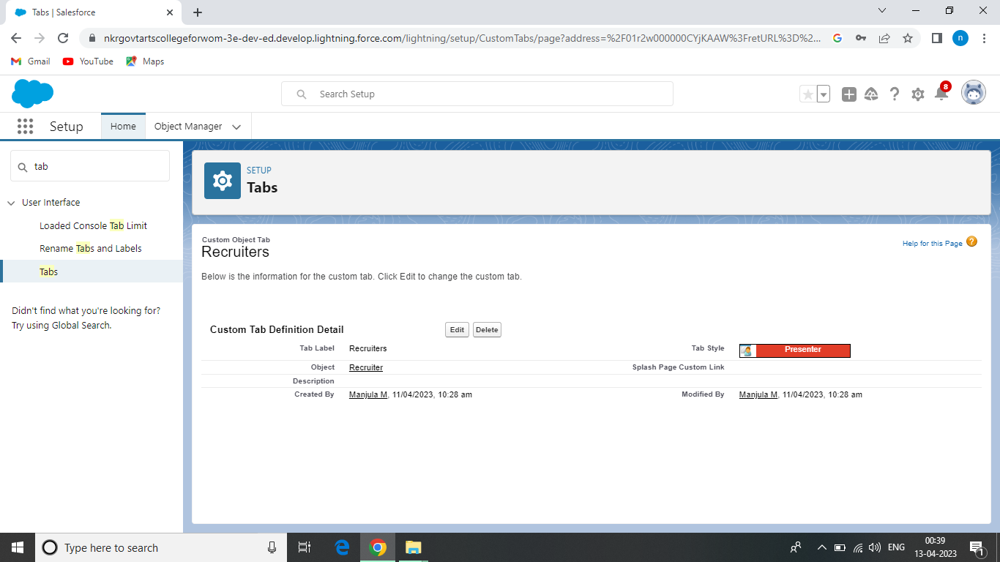 Tabs | Salesforce
nkrgovtartscollegeforwom-3e-dev-ed.develop.lightning.force.com/lightning/setup/CustomTabs/page?address=%2F01r2w000000CYjKAAW%3FretURL%3D%2...
n
Gmail YouTube Maps
Search Setup
8
Setup Home Object Manager
tab
User Interface
Loaded Console Tab Limit
Rename Tabs and Labels
Tabs
Didn't find what you're looking for?
Try using Global Search.
SETUP
Tabs
Custom Object Tab
Recruiters
Help for this Page ?
Below is the information for the custom tab. Click Edit to change the custom tab.
Custom Tab Definition Detail Edit Delete
Tab Label Recruiters Tab Style Presenter
Object Recruiter Splash Page Custom Link
Description
Created By Manjula M, 11/04/2023, 10:28 am Modified By Manjula M, 11/04/2023, 10:28 am
Type here to search
ENG
00:39
13-04-2023
1